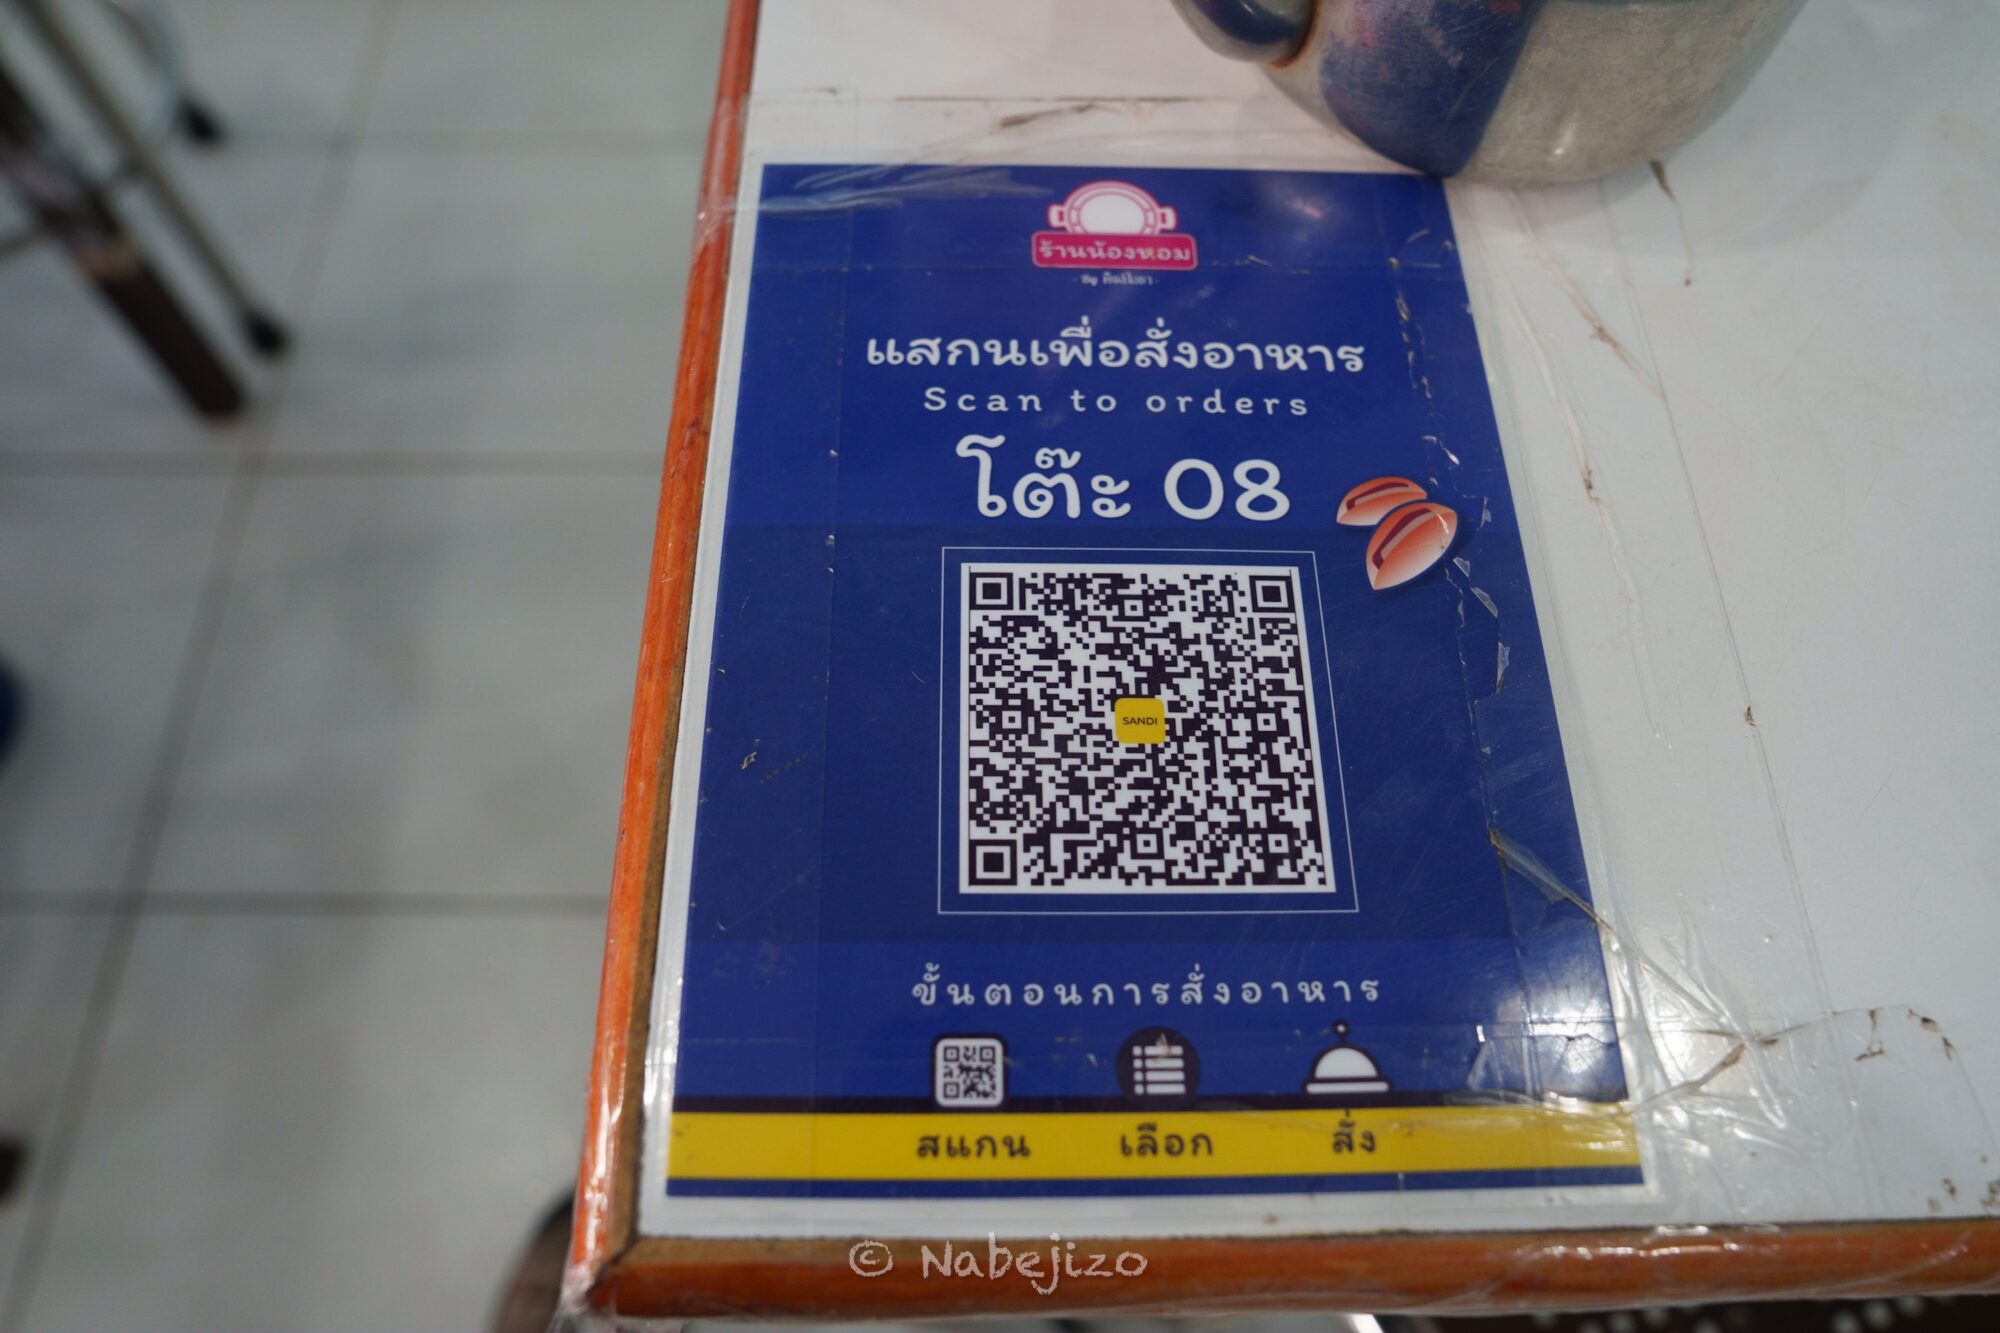 ร้านน้องหอม
แสกนเพื่อสั่งอาหาร
Scan to orders
โต๊ะ 08
SANDI
ขั้นตอนการสั่งอาหาร
สแกน เลือก สั่ง
© Nabejizo